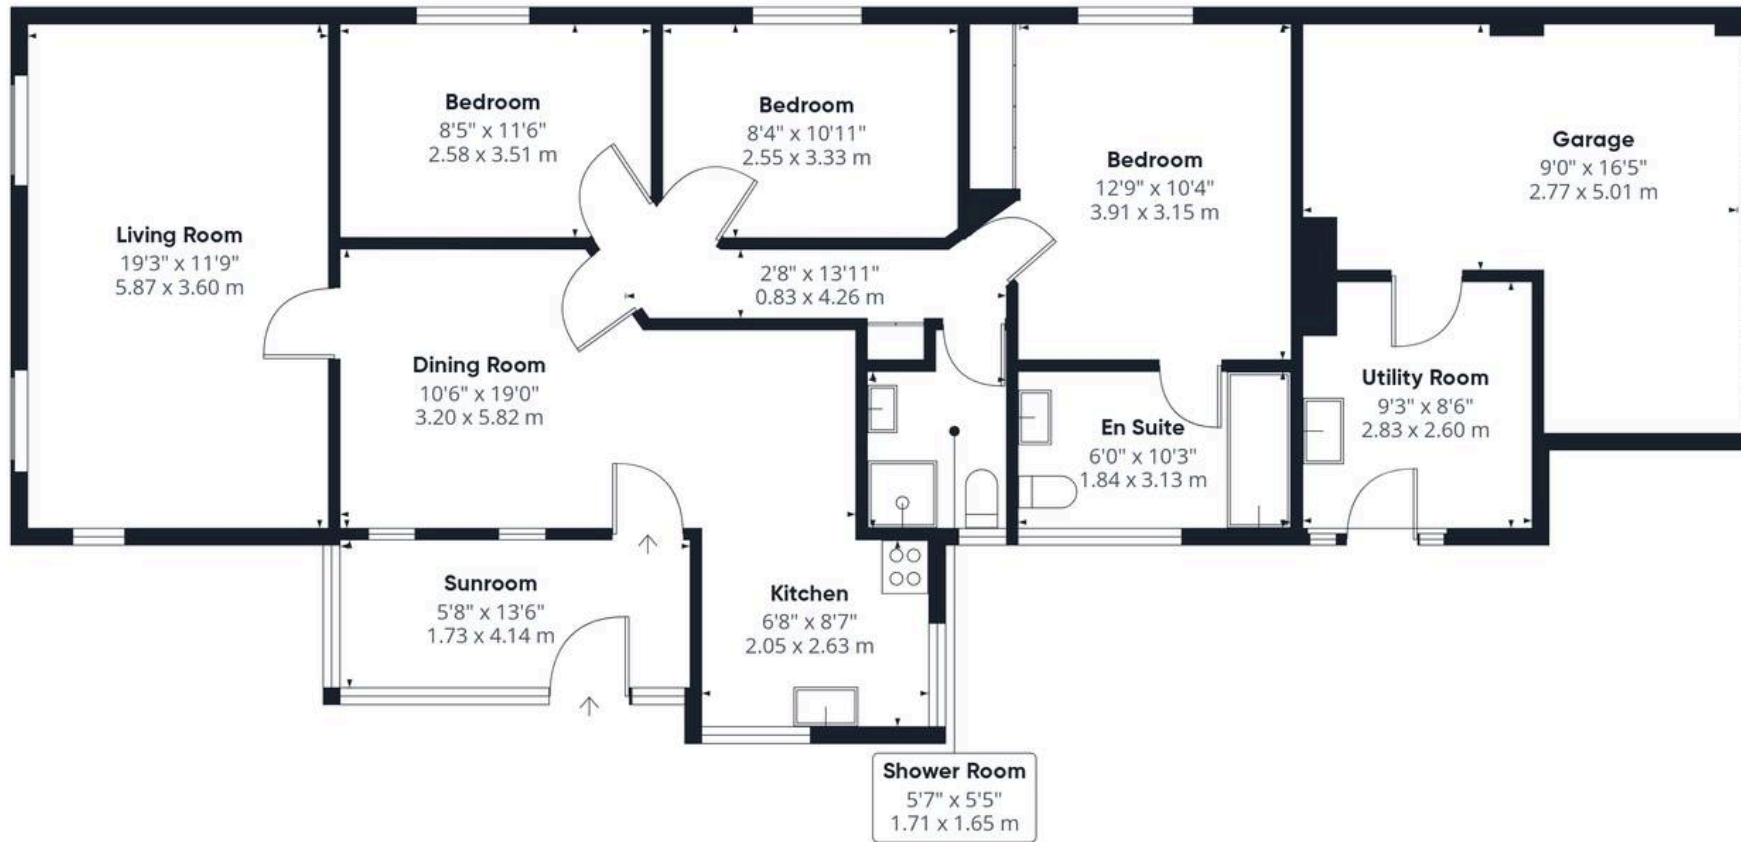 Bedroom
8'5" x 11'6"
2.58 x 3.51 m
Bedroom
8'4" x 10'11"
2.55 x 3.33 m
Bedroom
12'9" x 10'4"
3.91 x 3.15 m
Garage
9'0" x 16'5"
2.77 x 5.01 m
Living Room
19'3" x 11'9"
5.87 x 3.60 m
2'8" x 13'11"
0.83 x 4.26 m
Dining Room
10'6" x 19'0"
3.20 x 5.82 m
Utility Room
9'3" x 8'6"
2.83 x 2.60 m
En Suite
6'0" x 10'3"
1.84 x 3.13 m
Sunroom
5'8" x 13'6"
1.73 x 4.14 m
Kitchen
6'8" x 8'7"
2.05 x 2.63 m
Shower Room
5'7" x 5'5"
1.71 x 1.65 m